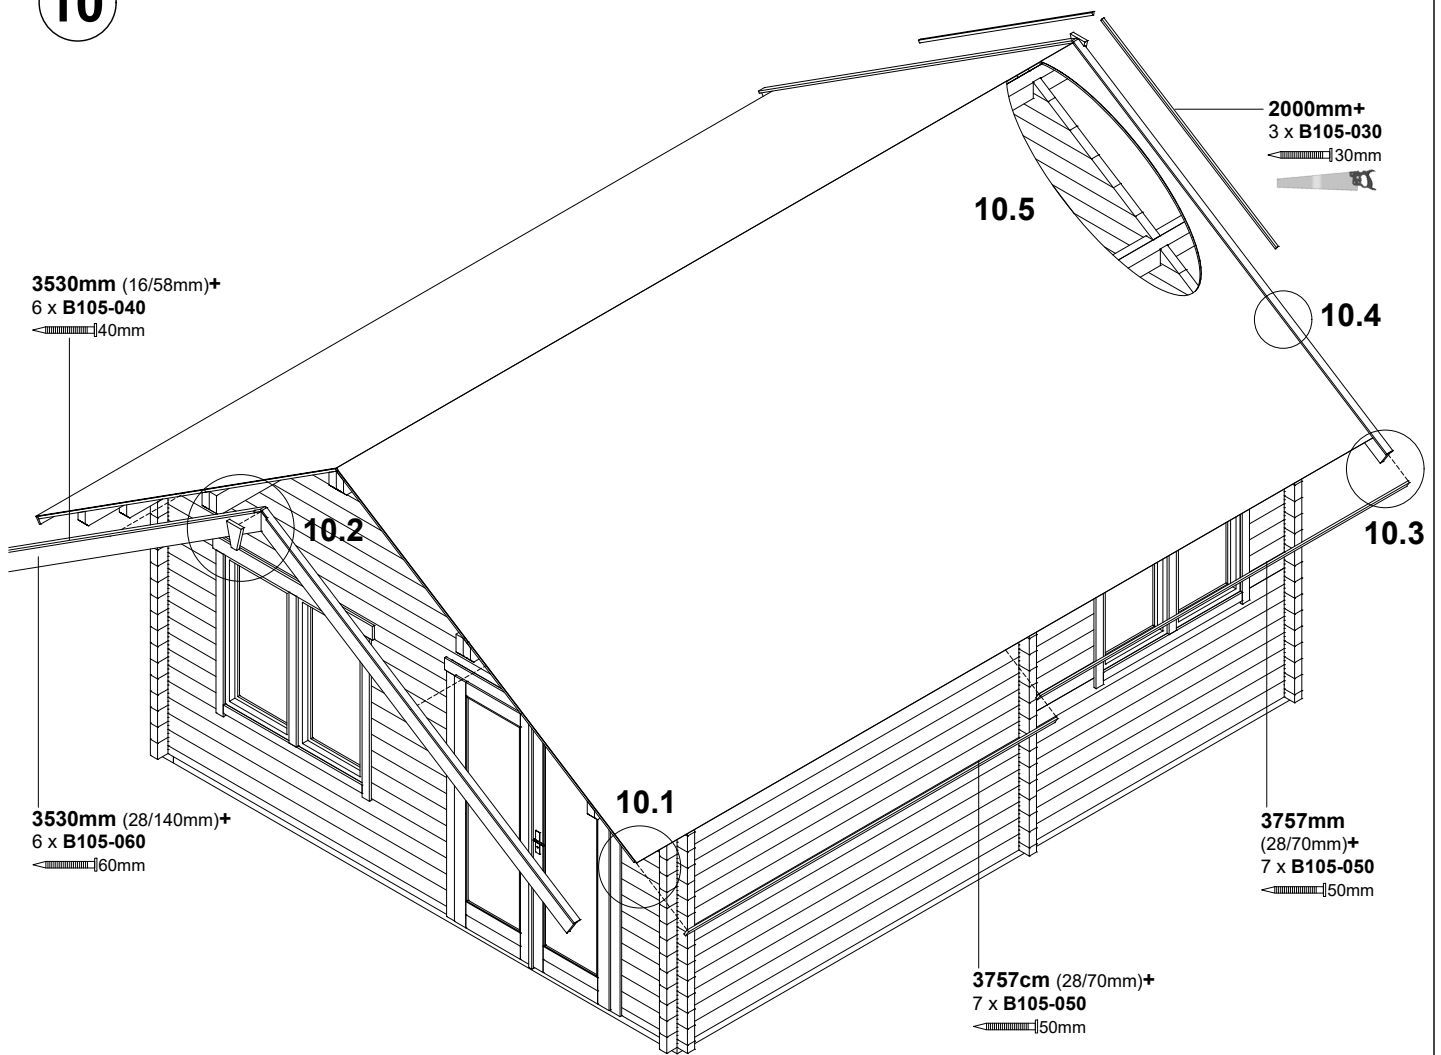 10
2000mm+
3 x B105-030
30mm
10.5
3530mm (16/58mm)+
6 x B105-040
40mm
10.4
10.2
10.3
10.1
3530mm (28/140mm)+
6 x B105-060
60mm
3757mm
(28/70mm)+
7 x B105-050
50mm
3757cm (28/70mm)+
7 x B105-050
50mm